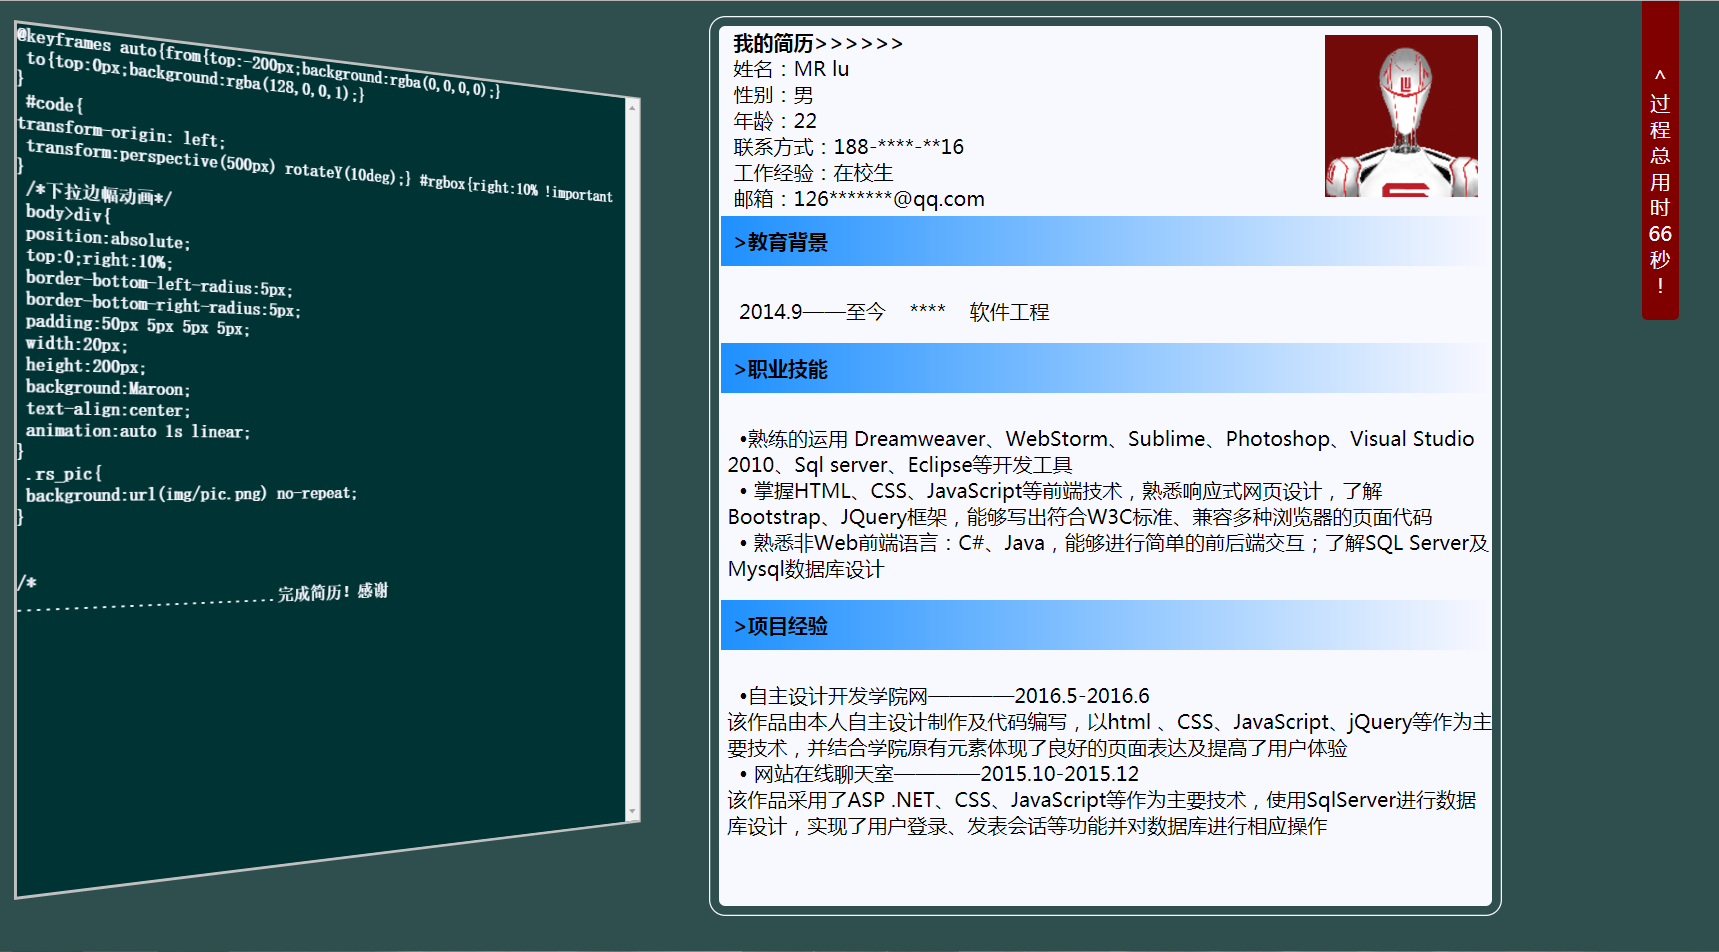 @keyframes auto{from{top:-200px;background:rgba(0,0,0,0);}
to{top:0px;background:rgba(128,0,0,1);}
}
#code{
transform-origin: left;
transform:perspective(500px) rotateY(10deg);} #rgbox{right:10% !important
}
/*下拉边幅动画*/
body>div{
position:absolute;
top:0;right:10%;
border-bottom-left-radius:5px;
border-bottom-right-radius:5px;
padding:50px 5px 5px 5px;
width:20px;
height:200px;
background:Maroon;
text-align:center;
animation:auto 1s linear;
}
.rs_pic{
background:url(img/pic.png) no-repeat;
}
/*
----------------------------完成简历! 感谢
我的简历>>>>>>
姓名：MR lu
性别：男
年龄：22
联系方式：188-****-**16
工作经验：在校生
邮箱：126*******@qq.com
>教育背景
2014.9——至今 **** 软件工程
>职业技能
•熟练的运用 Dreamweaver、WebStorm、Sublime、Photoshop、Visual Studio
2010、Sql server、Eclipse等开发工具
• 掌握HTML、CSS、JavaScript等前端技术，熟悉响应式网页设计，了解
Bootstrap、JQuery框架，能够写出符合W3C标准、兼容多种浏览器的页面代码
• 熟悉非Web前端语言：C#、Java，能够进行简单的前后端交互；了解SQL Server及
Mysql数据库设计
>项目经验
•自主设计开发学院网————2016.5-2016.6
该作品由本人自主设计制作及代码编写，以html 、CSS、JavaScript、jQuery等作为主
要技术，并结合学院原有元素体现了良好的页面表达及提高了用户体验
• 网站在线聊天室————2015.10-2015.12
该作品采用了ASP .NET、CSS、JavaScript等作为主要技术，使用SqlServer进行数据
库设计，实现了用户登录、发表会话等功能并对数据库进行相应操作
^
过
程
总
用
时
66
秒
!